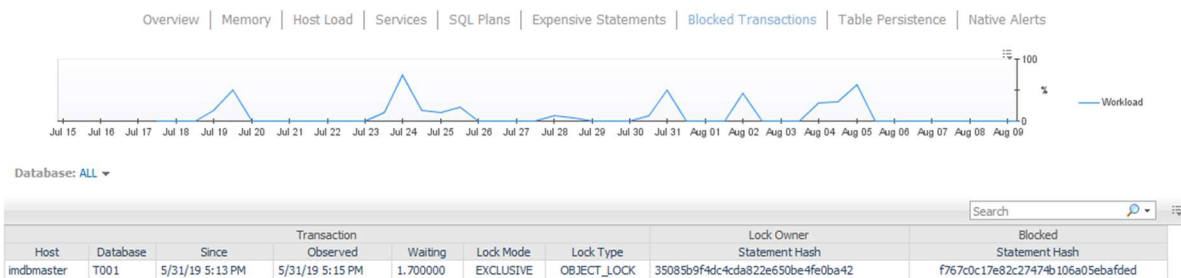 Overview | Memory | Host Load | Services | SQL Plans | Expensive Statements | Blocked Transactions | Table Persistence | Native Alerts
100
%
Workload
0
Jul 15 Jul 16 Jul 17 Jul 18 Jul 19 Jul 20 Jul 21 Jul 22 Jul 23 Jul 24 Jul 25 Jul 26 Jul 27 Jul 28 Jul 29 Jul 30 Jul 31 Aug 01 Aug 02 Aug 03 Aug 04 Aug 05 Aug 06 Aug 07 Aug 08 Aug 09
Database: ALL
Search
Transaction Lock Owner Blocked
Host Database Since Observed Waiting Lock Mode Lock Type Statement Hash Statement Hash
imdbmaster T001 5/31/19 5:13 PM 5/31/19 5:15 PM 1.700000 EXCLUSIVE OBJECT_LOCK 35085b9f4dc4cda822e650be4fe0ba42 f767c0c17e82c27474b106a05ebafded